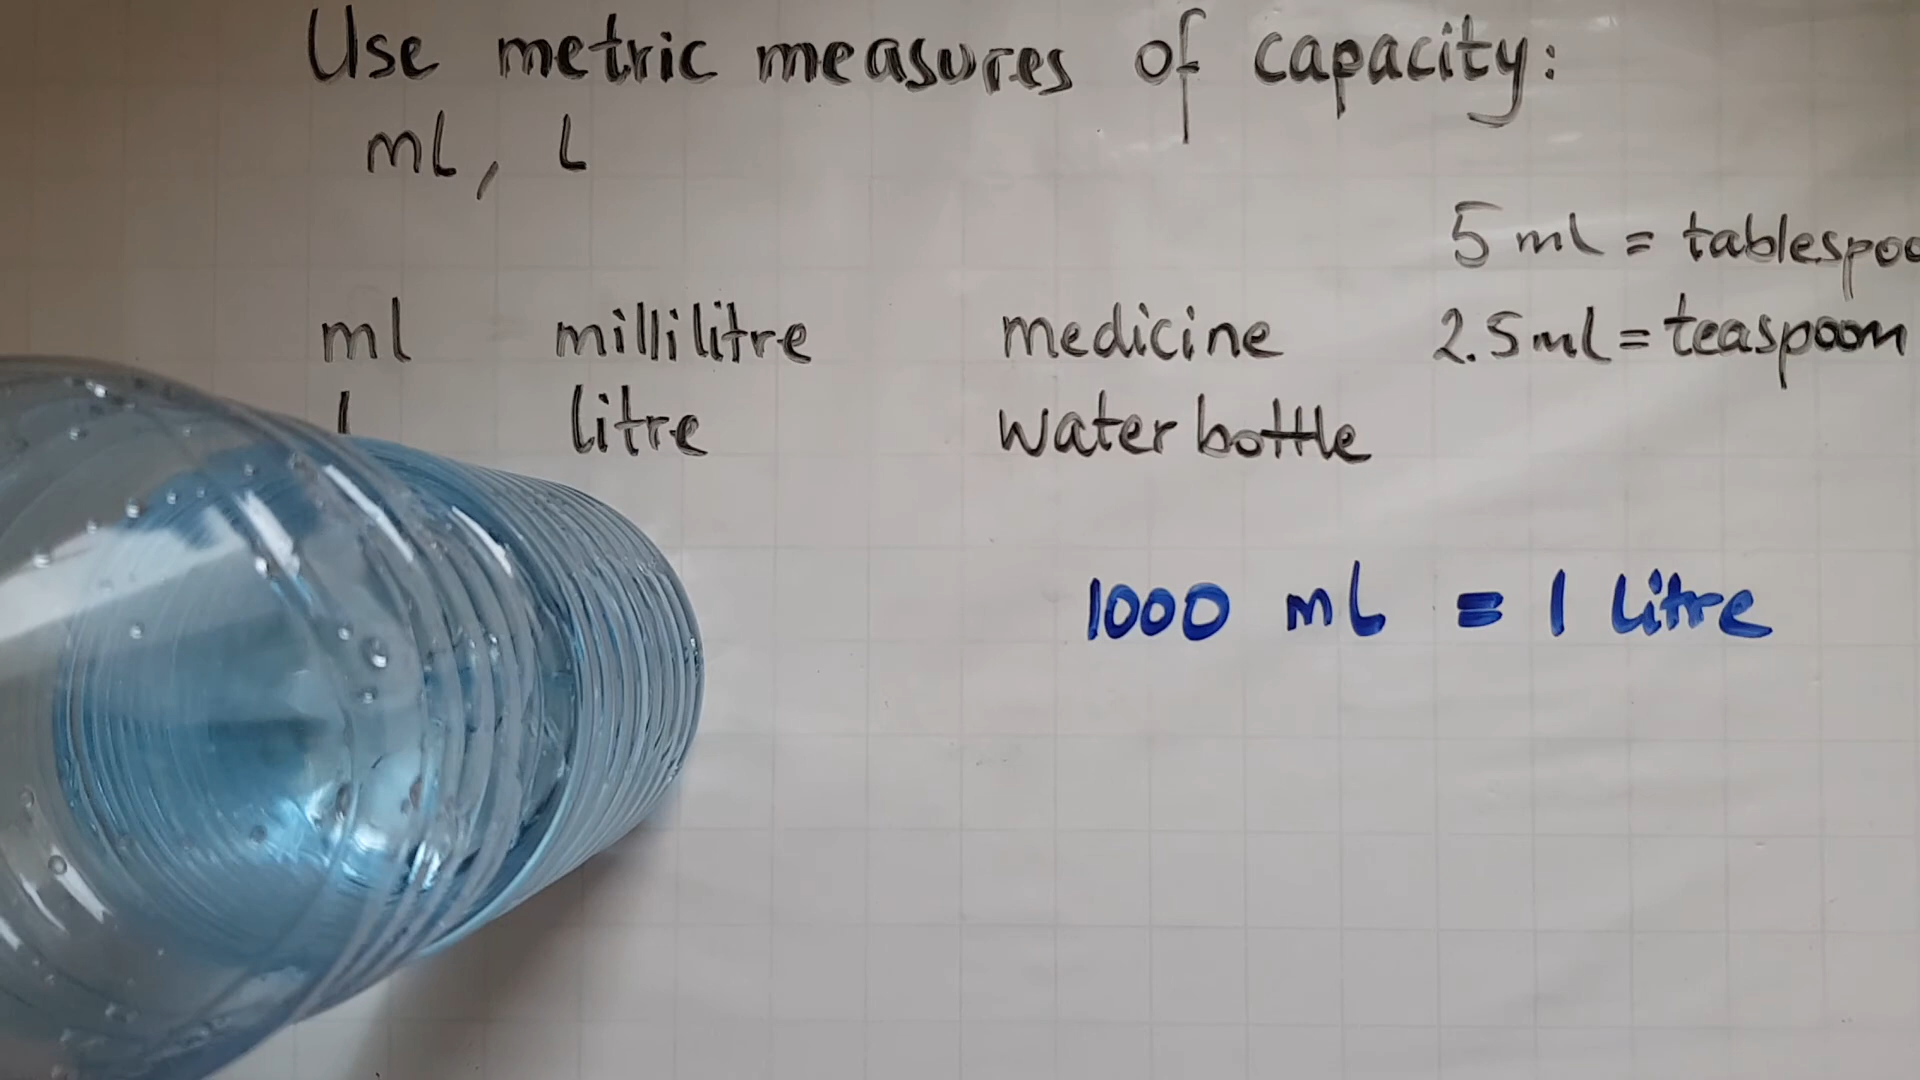 Use metric measures of capacity:
ml, L
5 ml = tablespoo
ml millilitre medicine 2.5ml = teaspoon
l litre water bottle
1000 ml = 1 litre